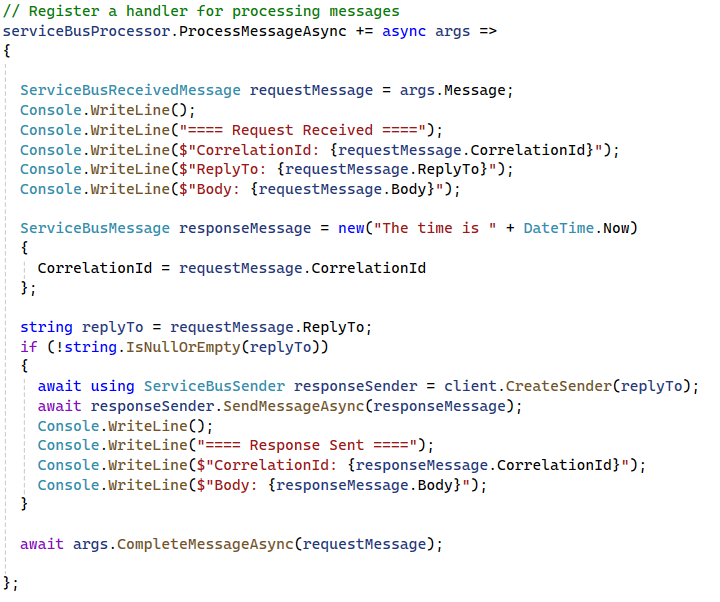 // Register a handler for processing messages
serviceBusProcessor.ProcessMessageAsync += async args =>
{
ServiceBusReceivedMessage requestMessage = args.Message;
Console.WriteLine();
Console.WriteLine("==== Request Received ====");
Console.WriteLine($"CorrelationId: {requestMessage.CorrelationId}");
Console.WriteLine($"ReplyTo: {requestMessage.ReplyTo}");
Console.WriteLine($"Body: {requestMessage.Body}");
ServiceBusMessage responseMessage = new("The time is " + DateTime.Now)
{
CorrelationId = requestMessage.CorrelationId
};
string replyTo = requestMessage.ReplyTo;
if (!string.IsNullOrEmpty(replyTo))
{
await using ServiceBusSender responseSender = client.CreateSender(replyTo);
await responseSender.SendMessageAsync(responseMessage);
Console.WriteLine();
Console.WriteLine("==== Response Sent ====");
Console.WriteLine($"CorrelationId: {responseMessage.CorrelationId}");
Console.WriteLine($"Body: {responseMessage.Body}");
}
await args.CompleteMessageAsync(requestMessage);
};